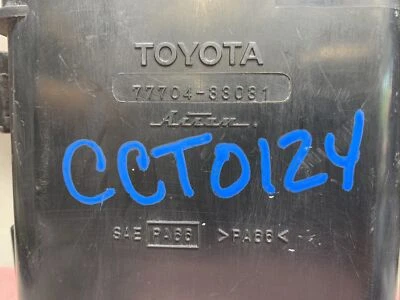 TOYOTA
77704-33031
Aisan
CCT0124
SAE PA66 >PA66<